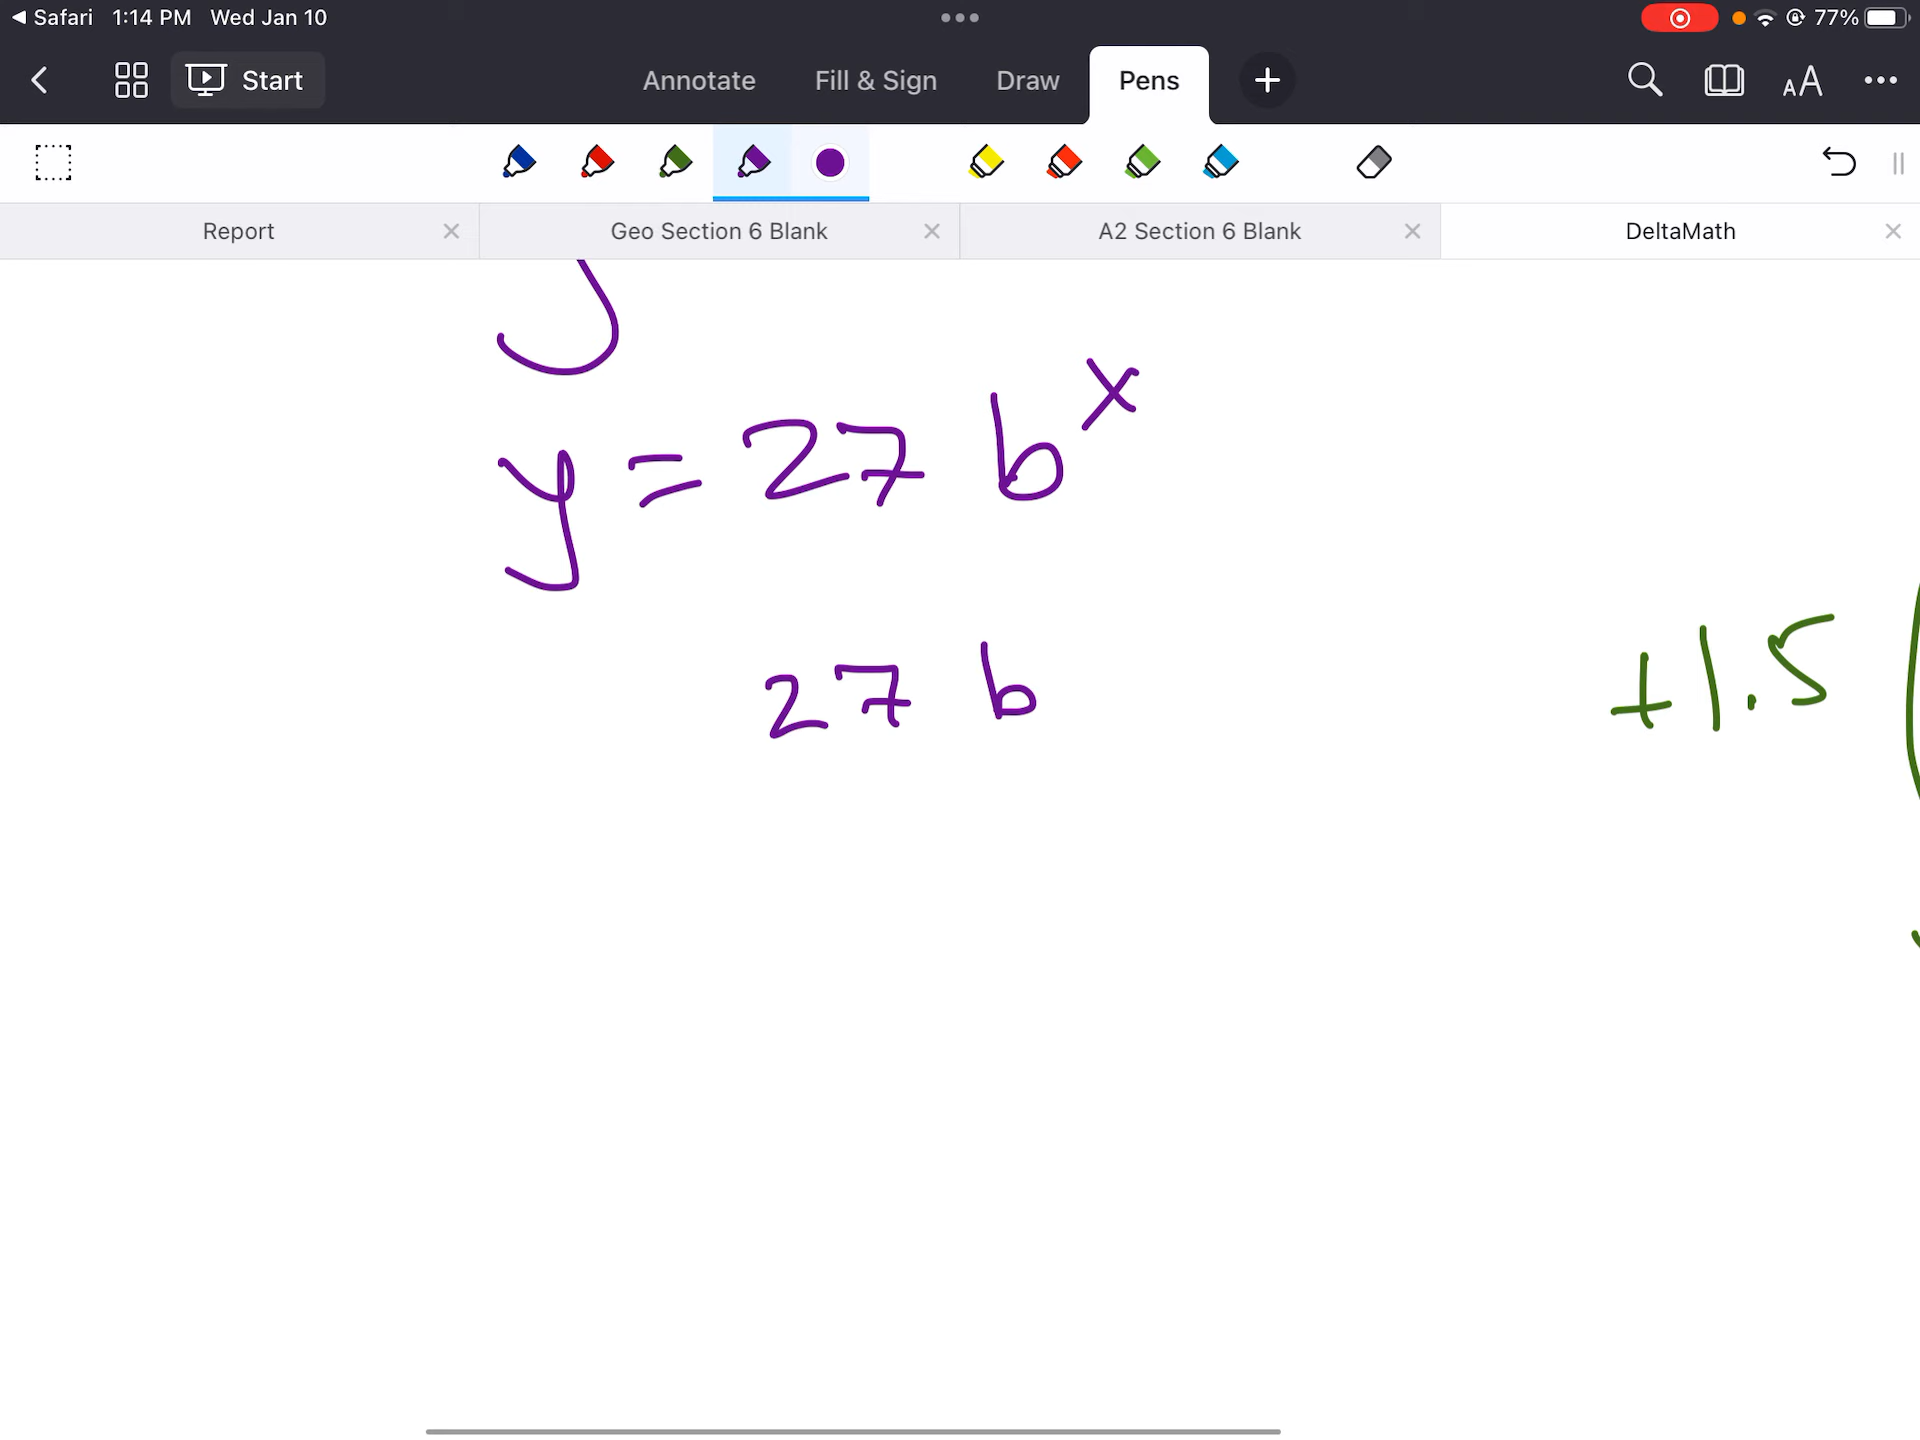 Safari 1:14 PM Wed Jan 10 77%
Start Annotate Fill & Sign Draw Pens + AA
Report Geo Section 6 Blank A2 Section 6 Blank DeltaMath
y = 27 b^x
27 b
+1.5 (